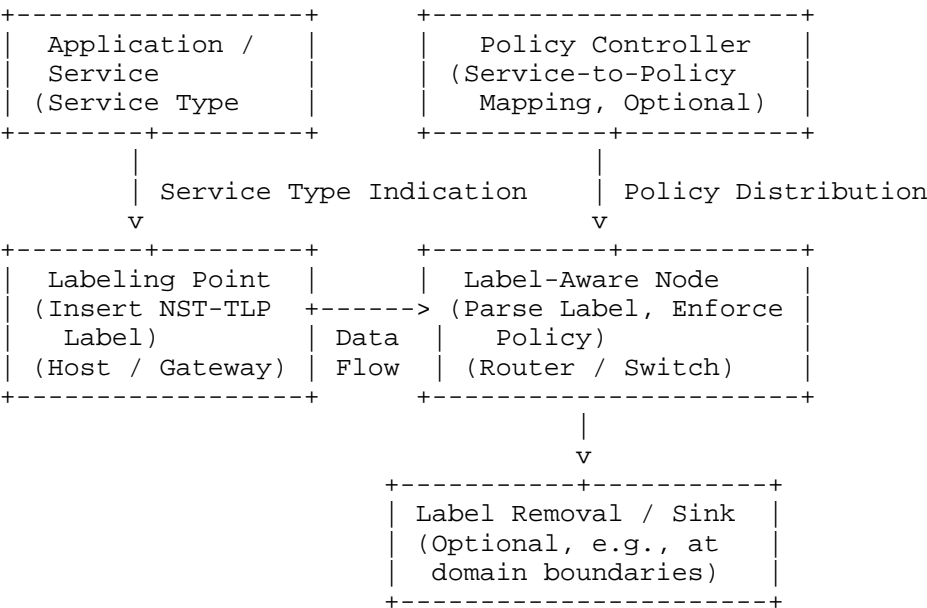 Application /
Service
(Service Type
Policy Controller
(Service-to-Policy
Mapping, Optional)
Service Type Indication
Policy Distribution
v
v
Labeling Point
(Insert NST-TLP
Label)
(Host / Gateway)
Data
Flow
Label-Aware Node
(Parse Label, Enforce
Policy)
(Router / Switch)
v
Label Removal / Sink
(Optional, e.g., at
domain boundaries)